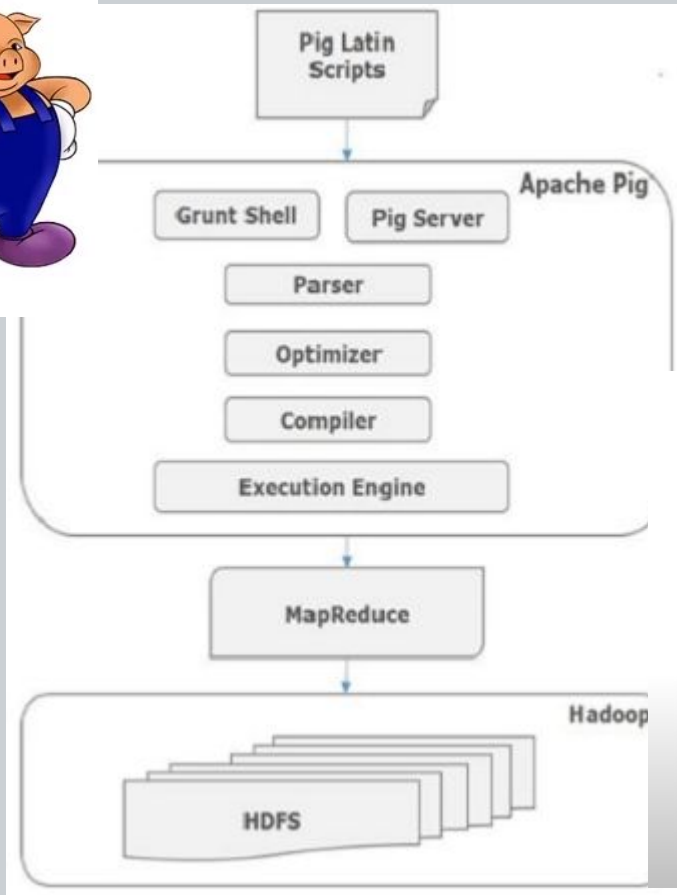 Pig Latin
Scripts
Apache Pig
Grunt Shell
Pig Server
Parser
Optimizer
Compiler
Execution Engine
MapReduce
Hadoop
HDFS